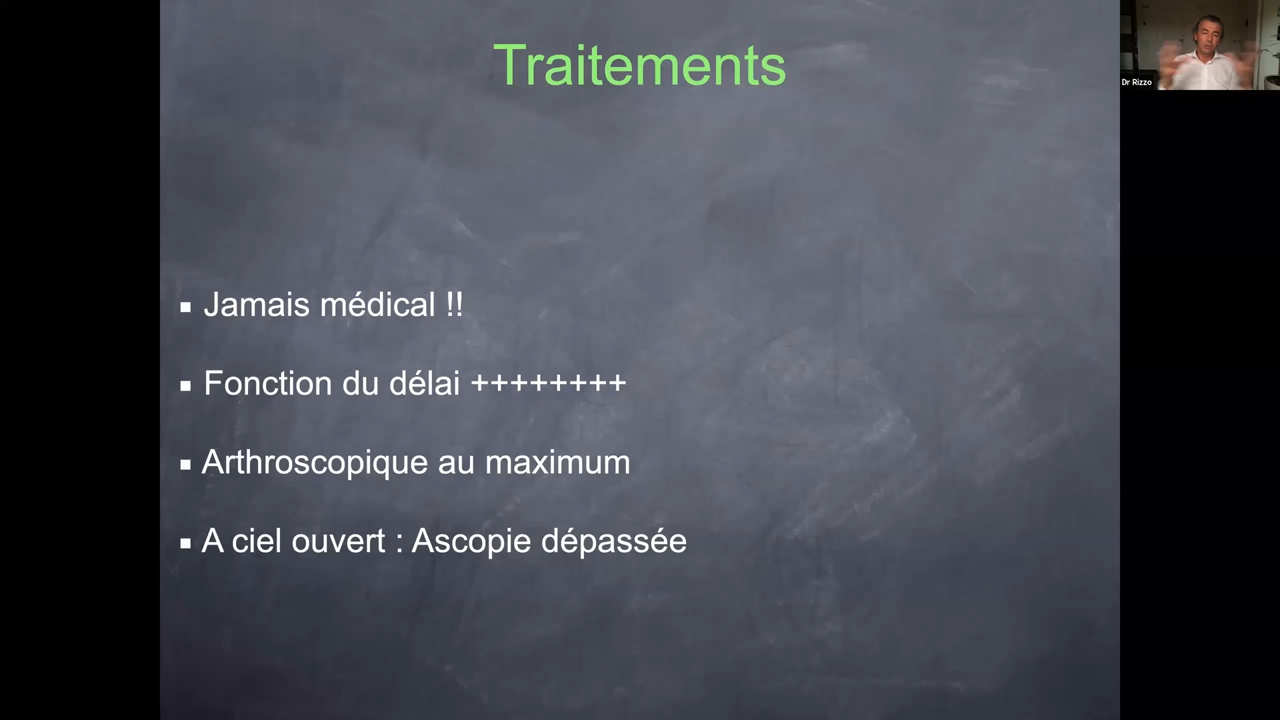 Traitements
Dr Rizzo
▪ Jamais médical !!
▪ Fonction du délai ++++++++
▪ Arthroscopique au maximum
▪ A ciel ouvert : Ascopie dépassée